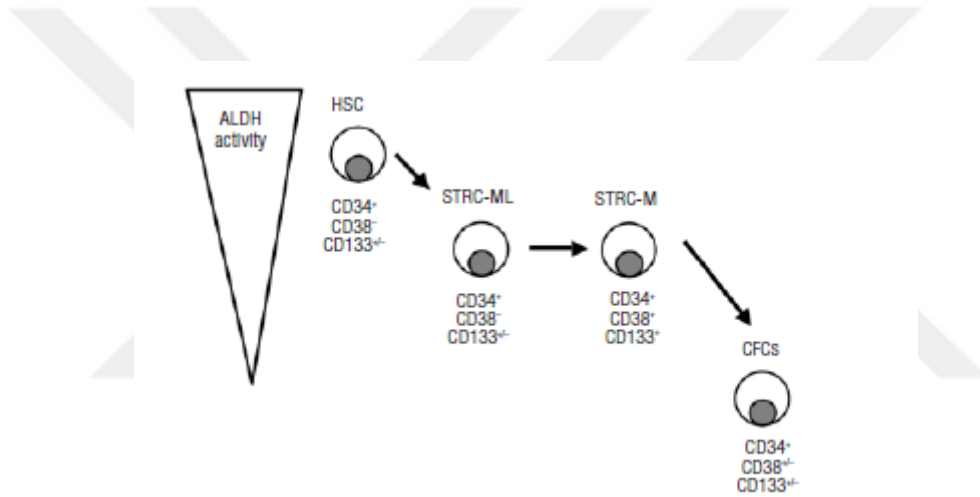 ALDH
activity
HSC
CD34⁺
CD38⁻
CD133⁺/⁻
STRC-ML
CD34⁺
CD38⁻
CD133⁺/⁻
STRC-M
CD34⁺
CD38⁺
CD133⁺
CFCs
CD34⁺
CD38⁺/⁻
CD133⁺/⁻